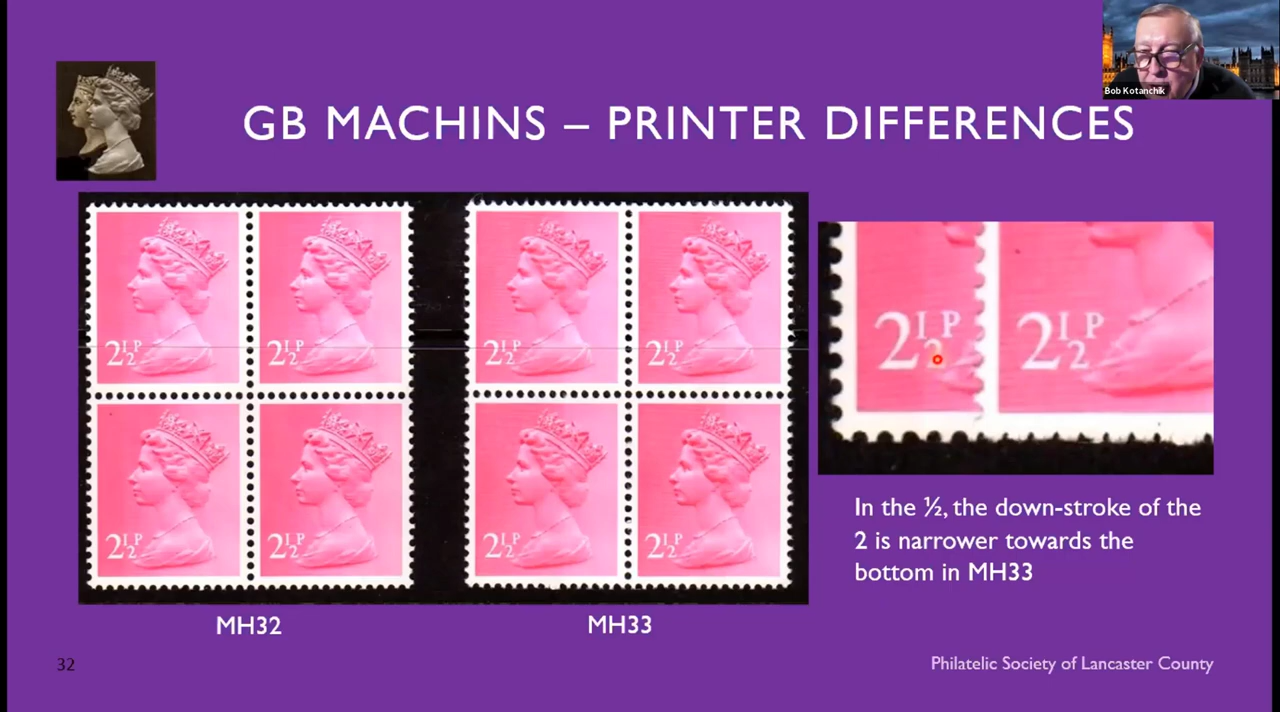 Bob Kotanchik
GB MACHINS – PRINTER DIFFERENCES
2½P 2½P 2½P 2½P
2½P 2½P
2½P 2½P 2½P 2½P
In the ½, the down-stroke of the
2 is narrower towards the
bottom in MH33
MH32 MH33
32
Philatelic Society of Lancaster County